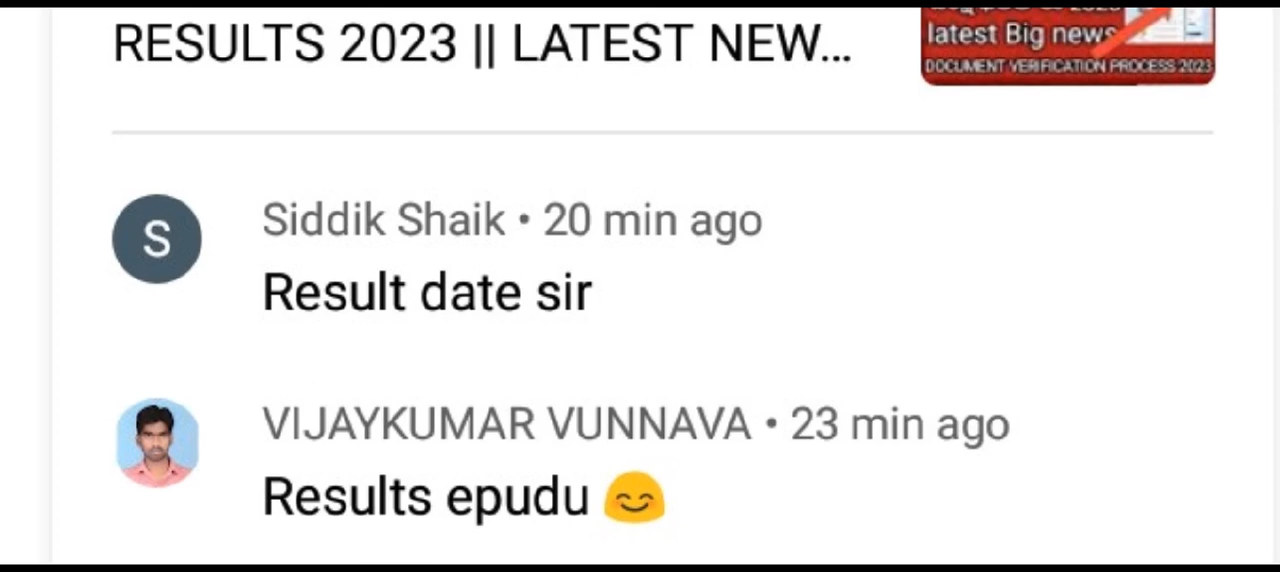 RESULTS 2023 || LATEST NEW...
latest Big news
DOCUMENT VERIFICATION PROCESS 2023
S
Siddik Shaik • 20 min ago
Result date sir
VIJAYKUMAR VUNNAVA • 23 min ago
Results epudu 😊